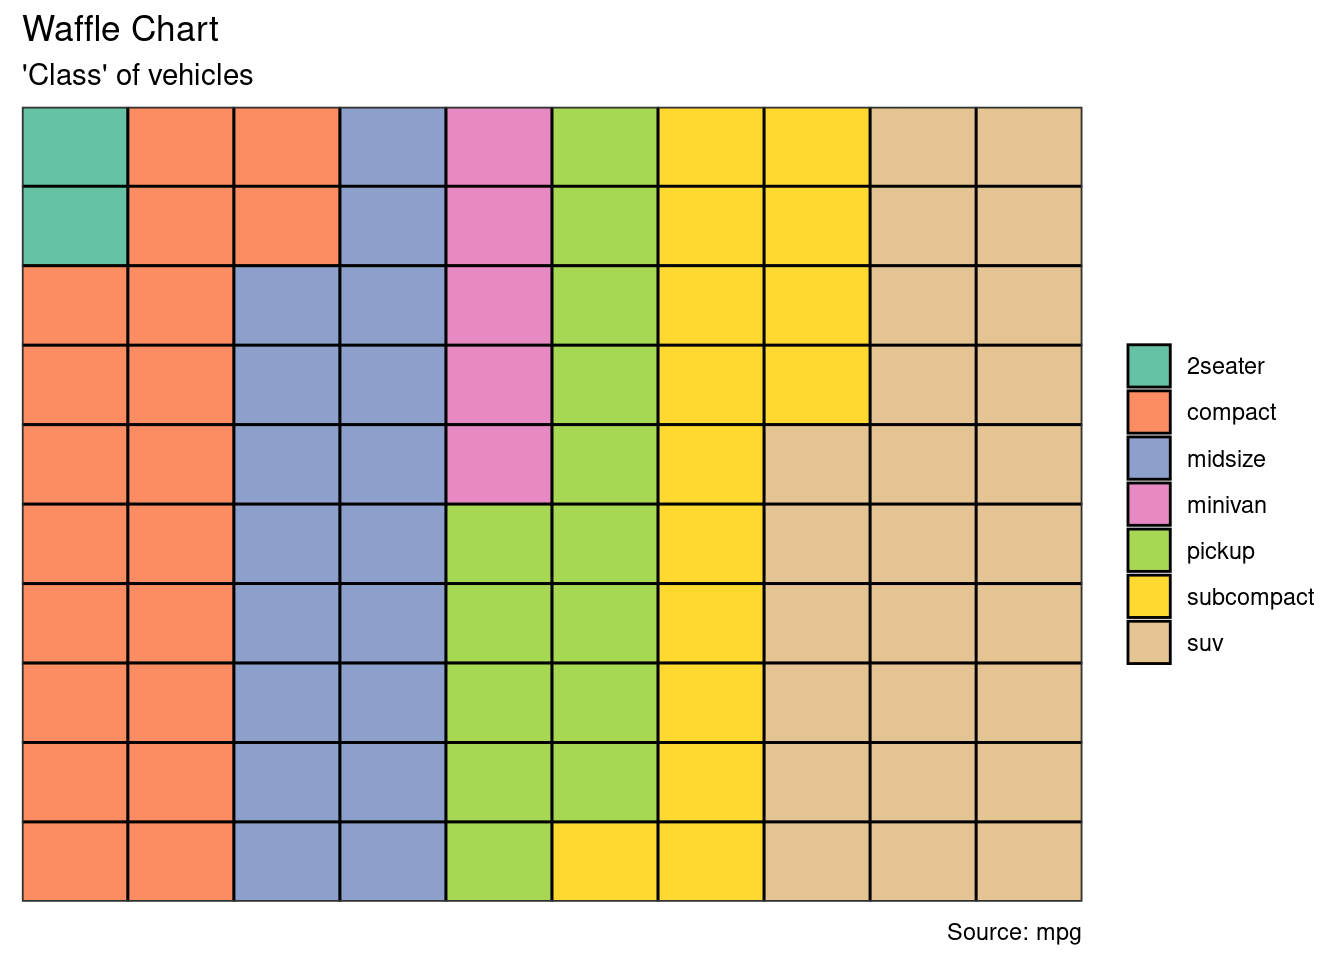 Waffle Chart
'Class' of vehicles
2seater
compact
midsize
minivan
pickup
subcompact
suv
Source: mpg